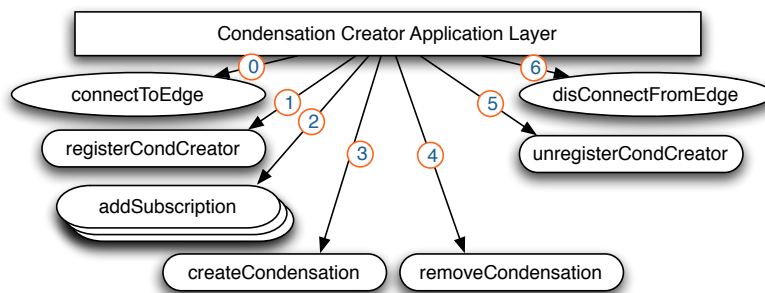 Condensation Creator Application Layer
0
6
connectToEdge
disConnectFromEdge
1
5
2
registerCondCreator
unregisterCondCreator
3
4
addSubscription
createCondensation
removeCondensation